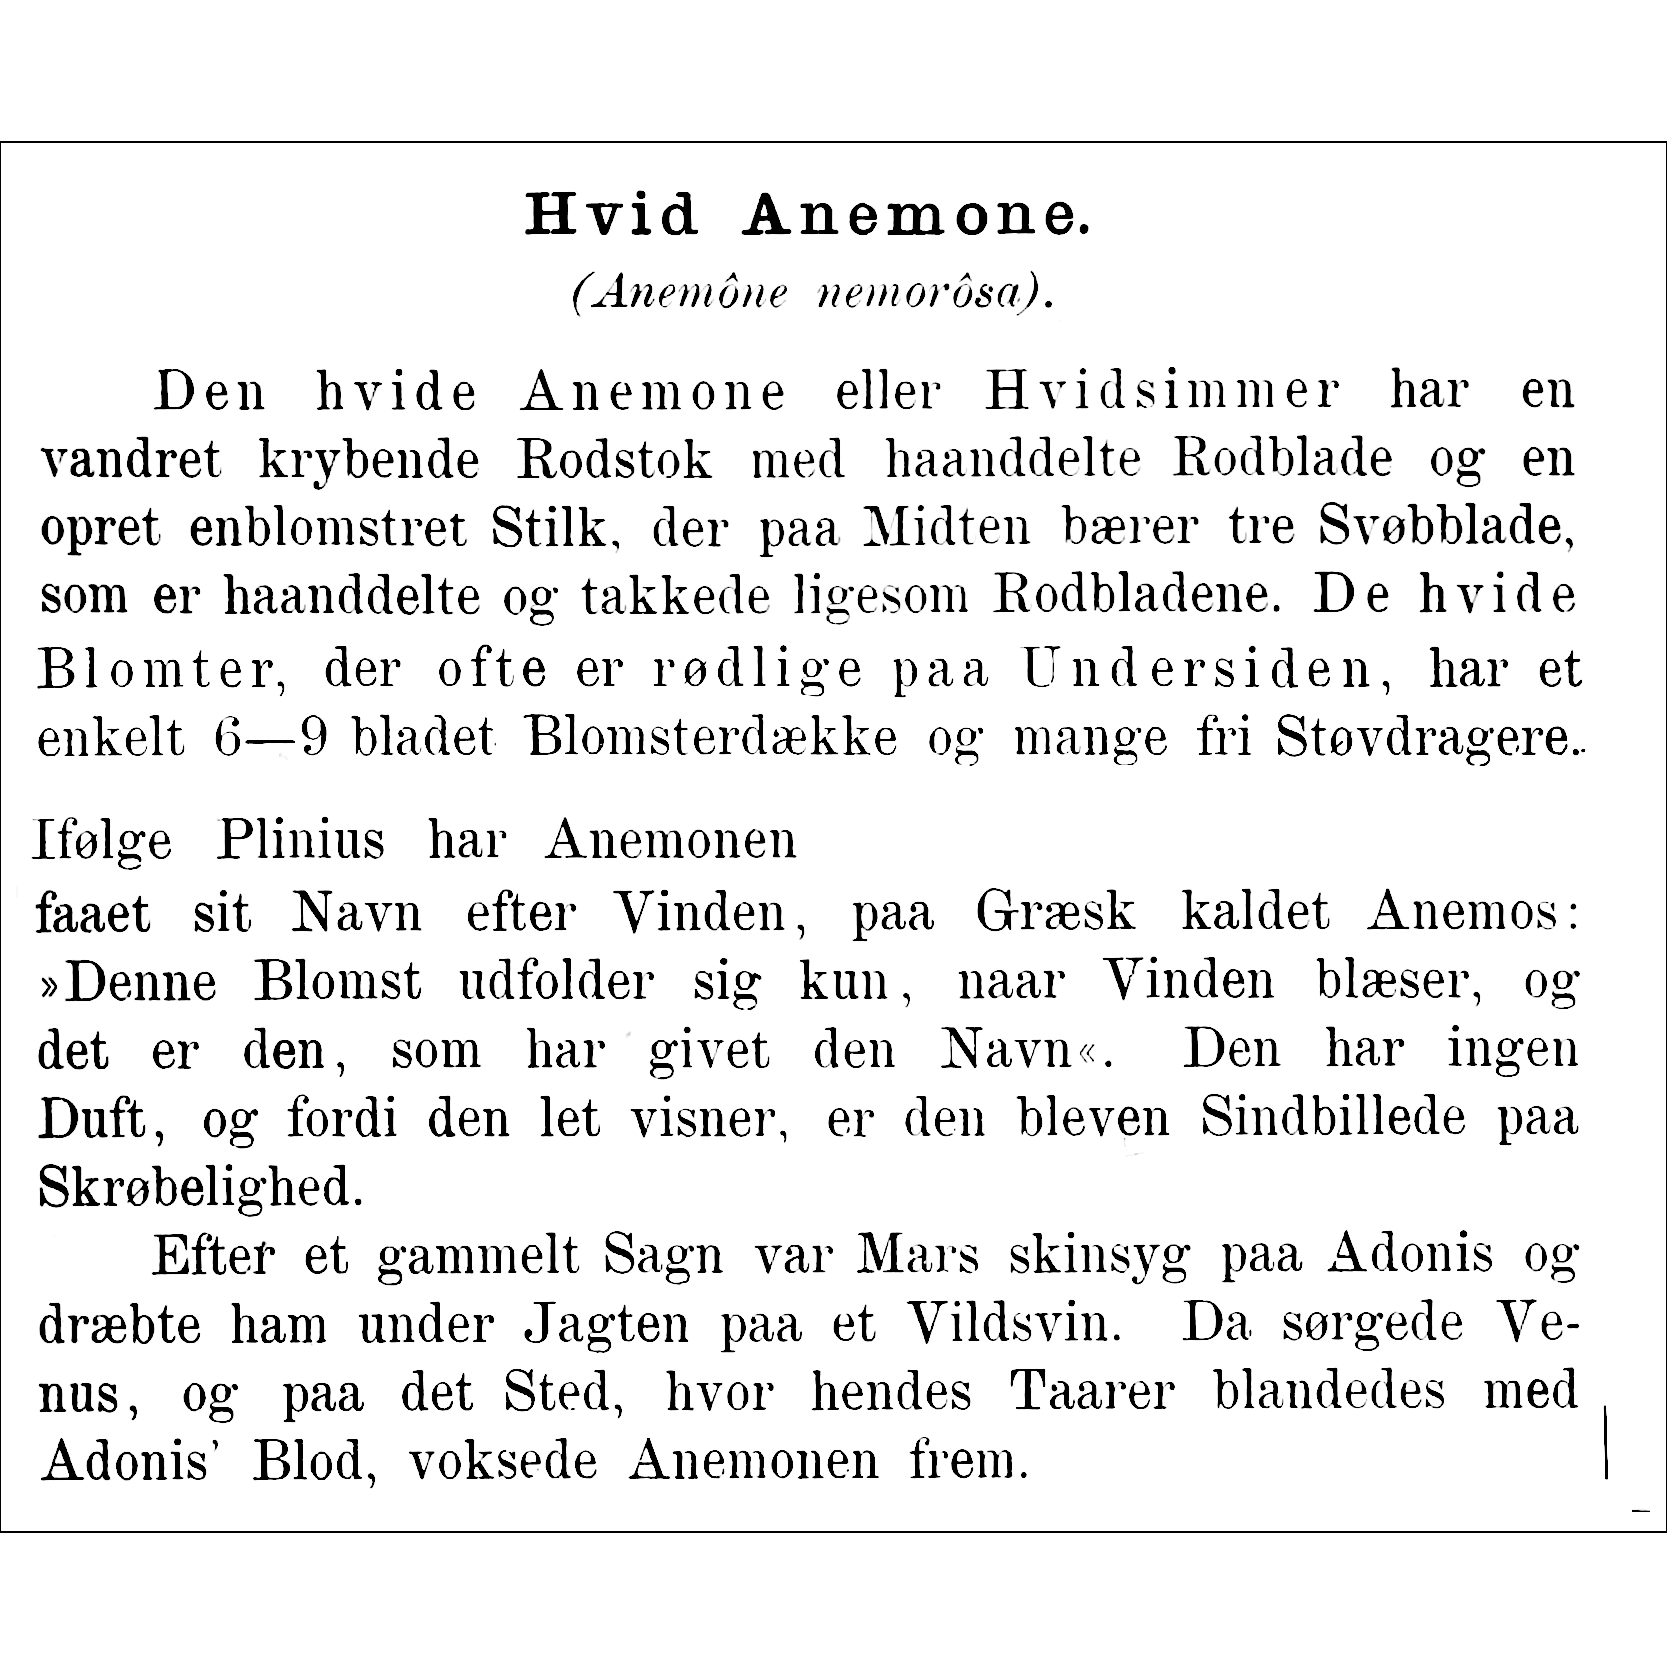 Hvid Anemone.
(Anemône nemorôsa).
Den hvide Anemone eller Hvidsimmer har en
vandret krybende Rodstok med haanddelte Rodblade og en
opret enblomstret Stilk, der paa Midten bærer tre Svøbblade,
som er haanddelte og takkede ligesom Rodbladene. De hvide
Blomter, der ofte er rødlige paa Undersiden, har et
enkelt 6—9 bladet Blomsterdække og mange fri Støvdragere.
Ifølge Plinius har Anemonen
faaet sit Navn efter Vinden, paa Græsk kaldet Anemos:
»Denne Blomst udfolder sig kun, naar Vinden blæser, og
det er den, som har givet den Navn«. Den har ingen
Duft, og fordi den let visner, er den bleven Sindbillede paa
Skrøbelighed.
Efter et gammelt Sagn var Mars skinsyg paa Adonis og
dræbte ham under Jagten paa et Vildsvin. Da sørgede Ve-
nus, og paa det Sted, hvor hendes Taarer blandedes med
Adonis' Blod, voksede Anemonen frem.